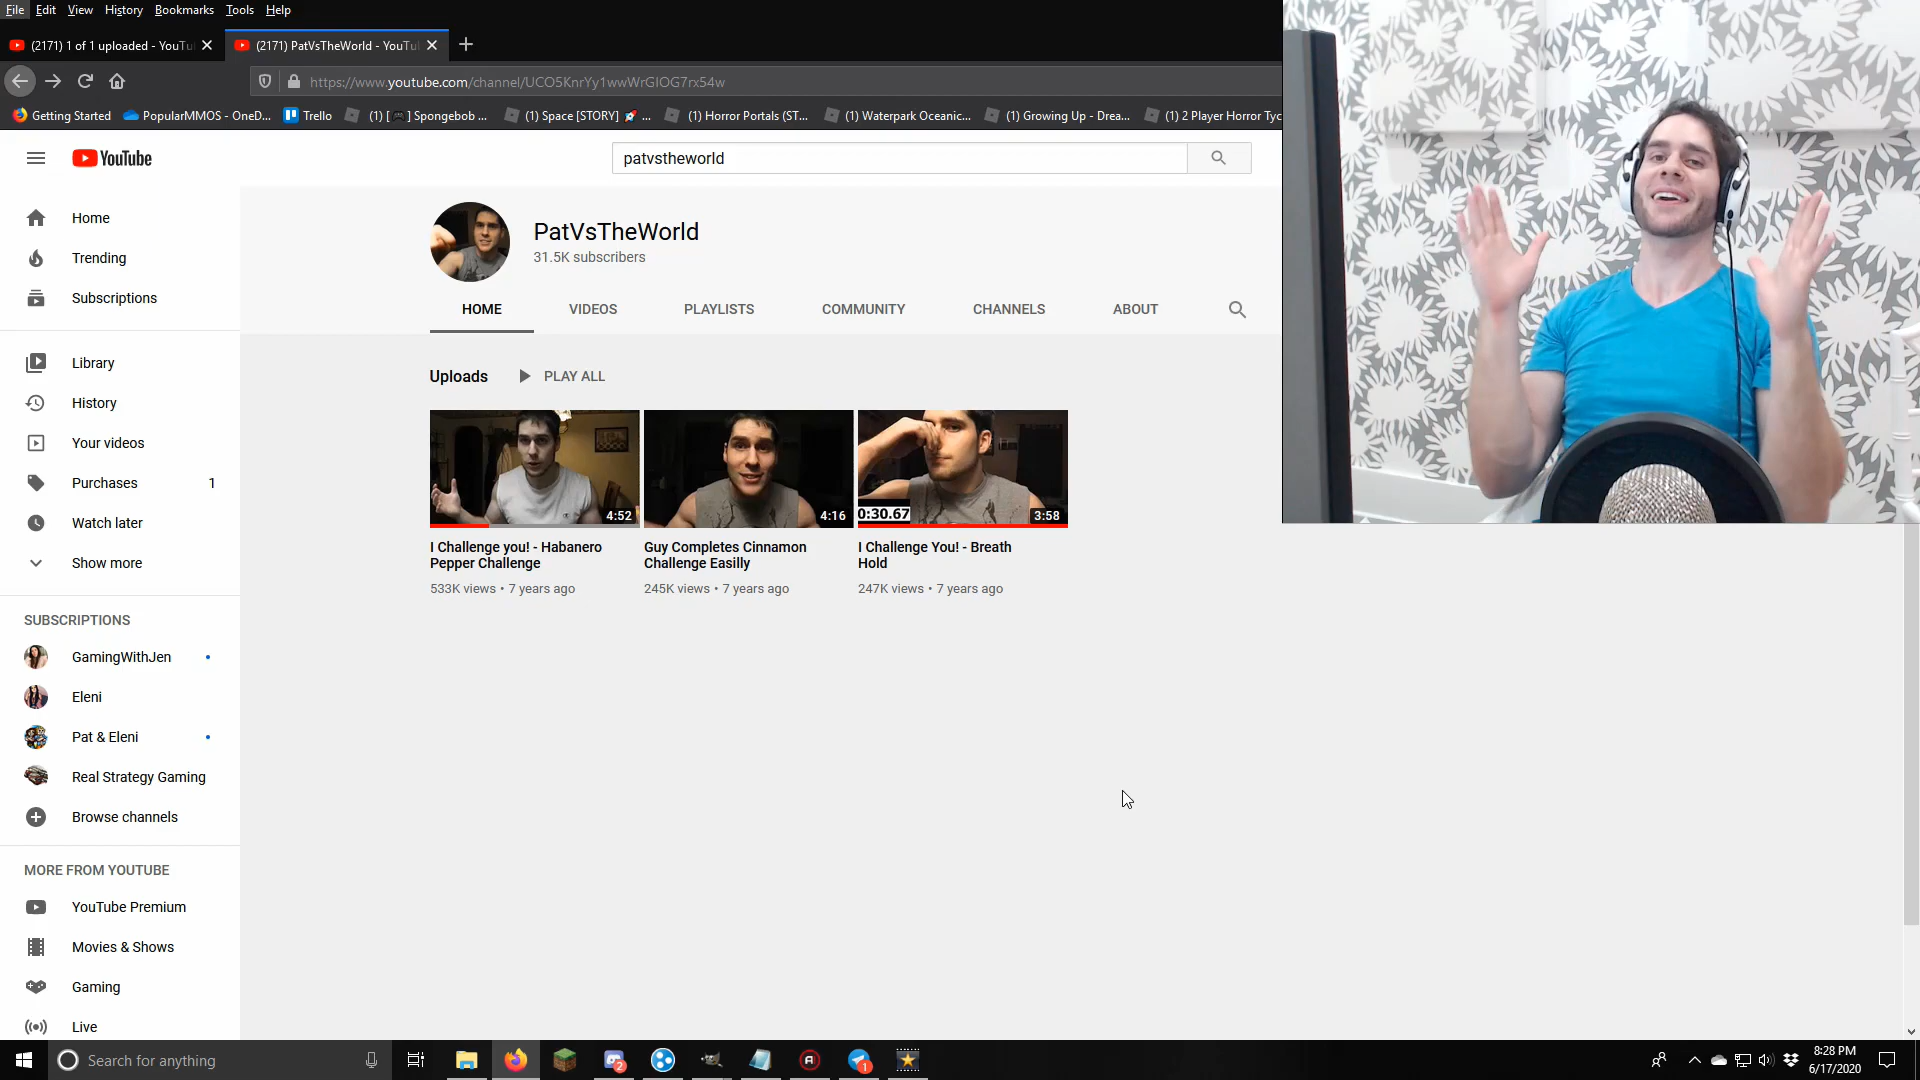 File Edit View History Bookmarks Tools Help
(2171) 1 of 1 uploaded - YouTu
(2171) PatVsTheWorld - YouTu
https://www.youtube.com/channel/UCO5KnrYy1wwWrGIOG7rx54w
Getting Started PopularMMOS - OneD... Trello (1) [🎮] Spongebob ... (1) Space [STORY] 🚀 ... (1) Horror Portals (ST... (1) Waterpark Oceanic... (1) Growing Up - Drea... (1) 2 Player Horror Tyc
YouTube
patvstheworld
Home
Trending
Subscriptions
Library
History
Your videos
Purchases 1
Watch later
Show more
SUBSCRIPTIONS
GamingWithJen
Eleni
Pat & Eleni
Real Strategy Gaming
Browse channels
MORE FROM YOUTUBE
YouTube Premium
Movies & Shows
Gaming
Live
PatVsTheWorld
31.5K subscribers
HOME VIDEOS PLAYLISTS COMMUNITY CHANNELS ABOUT
Uploads PLAY ALL
4:52
4:16
0:30.67
3:58
I Challenge you! - Habanero
Pepper Challenge
533K views • 7 years ago
Guy Completes Cinnamon
Challenge Easilly
245K views • 7 years ago
I Challenge You! - Breath
Hold
247K views • 7 years ago
Search for anything
2
1
8:28 PM
6/17/2020